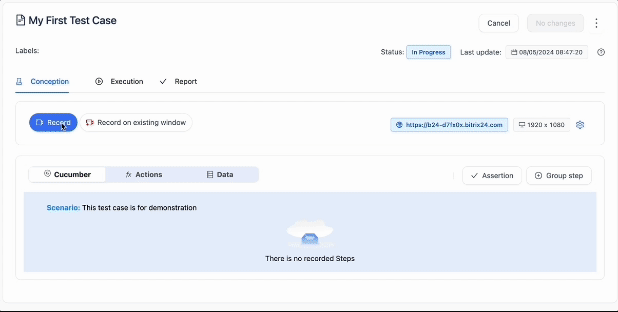 My First Test Case
Cancel
No changes
Labels:
Status: In Progress
Last update: 08/05/2024 08:47:20
Conception
Execution
Report
Record
Record on existing window
https://b24-d7fx0x.bitrix24.com
1920 x 1080
Cucumber
fx Actions
Data
Assertion
Group step
Scenario: This test case is for demonstration
There is no recorded Steps